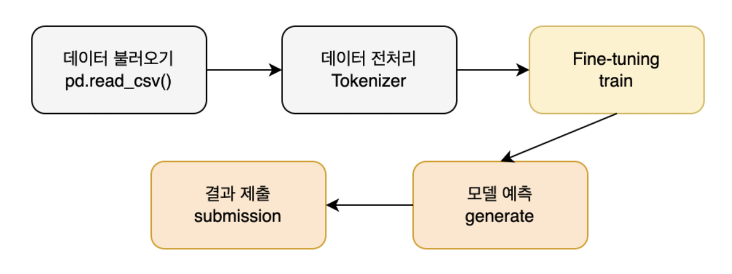 데이터 불러오기
pd.read_csv()
데이터 전처리
Tokenizer
Fine-tuning
train
모델 예측
generate
결과 제출
submission